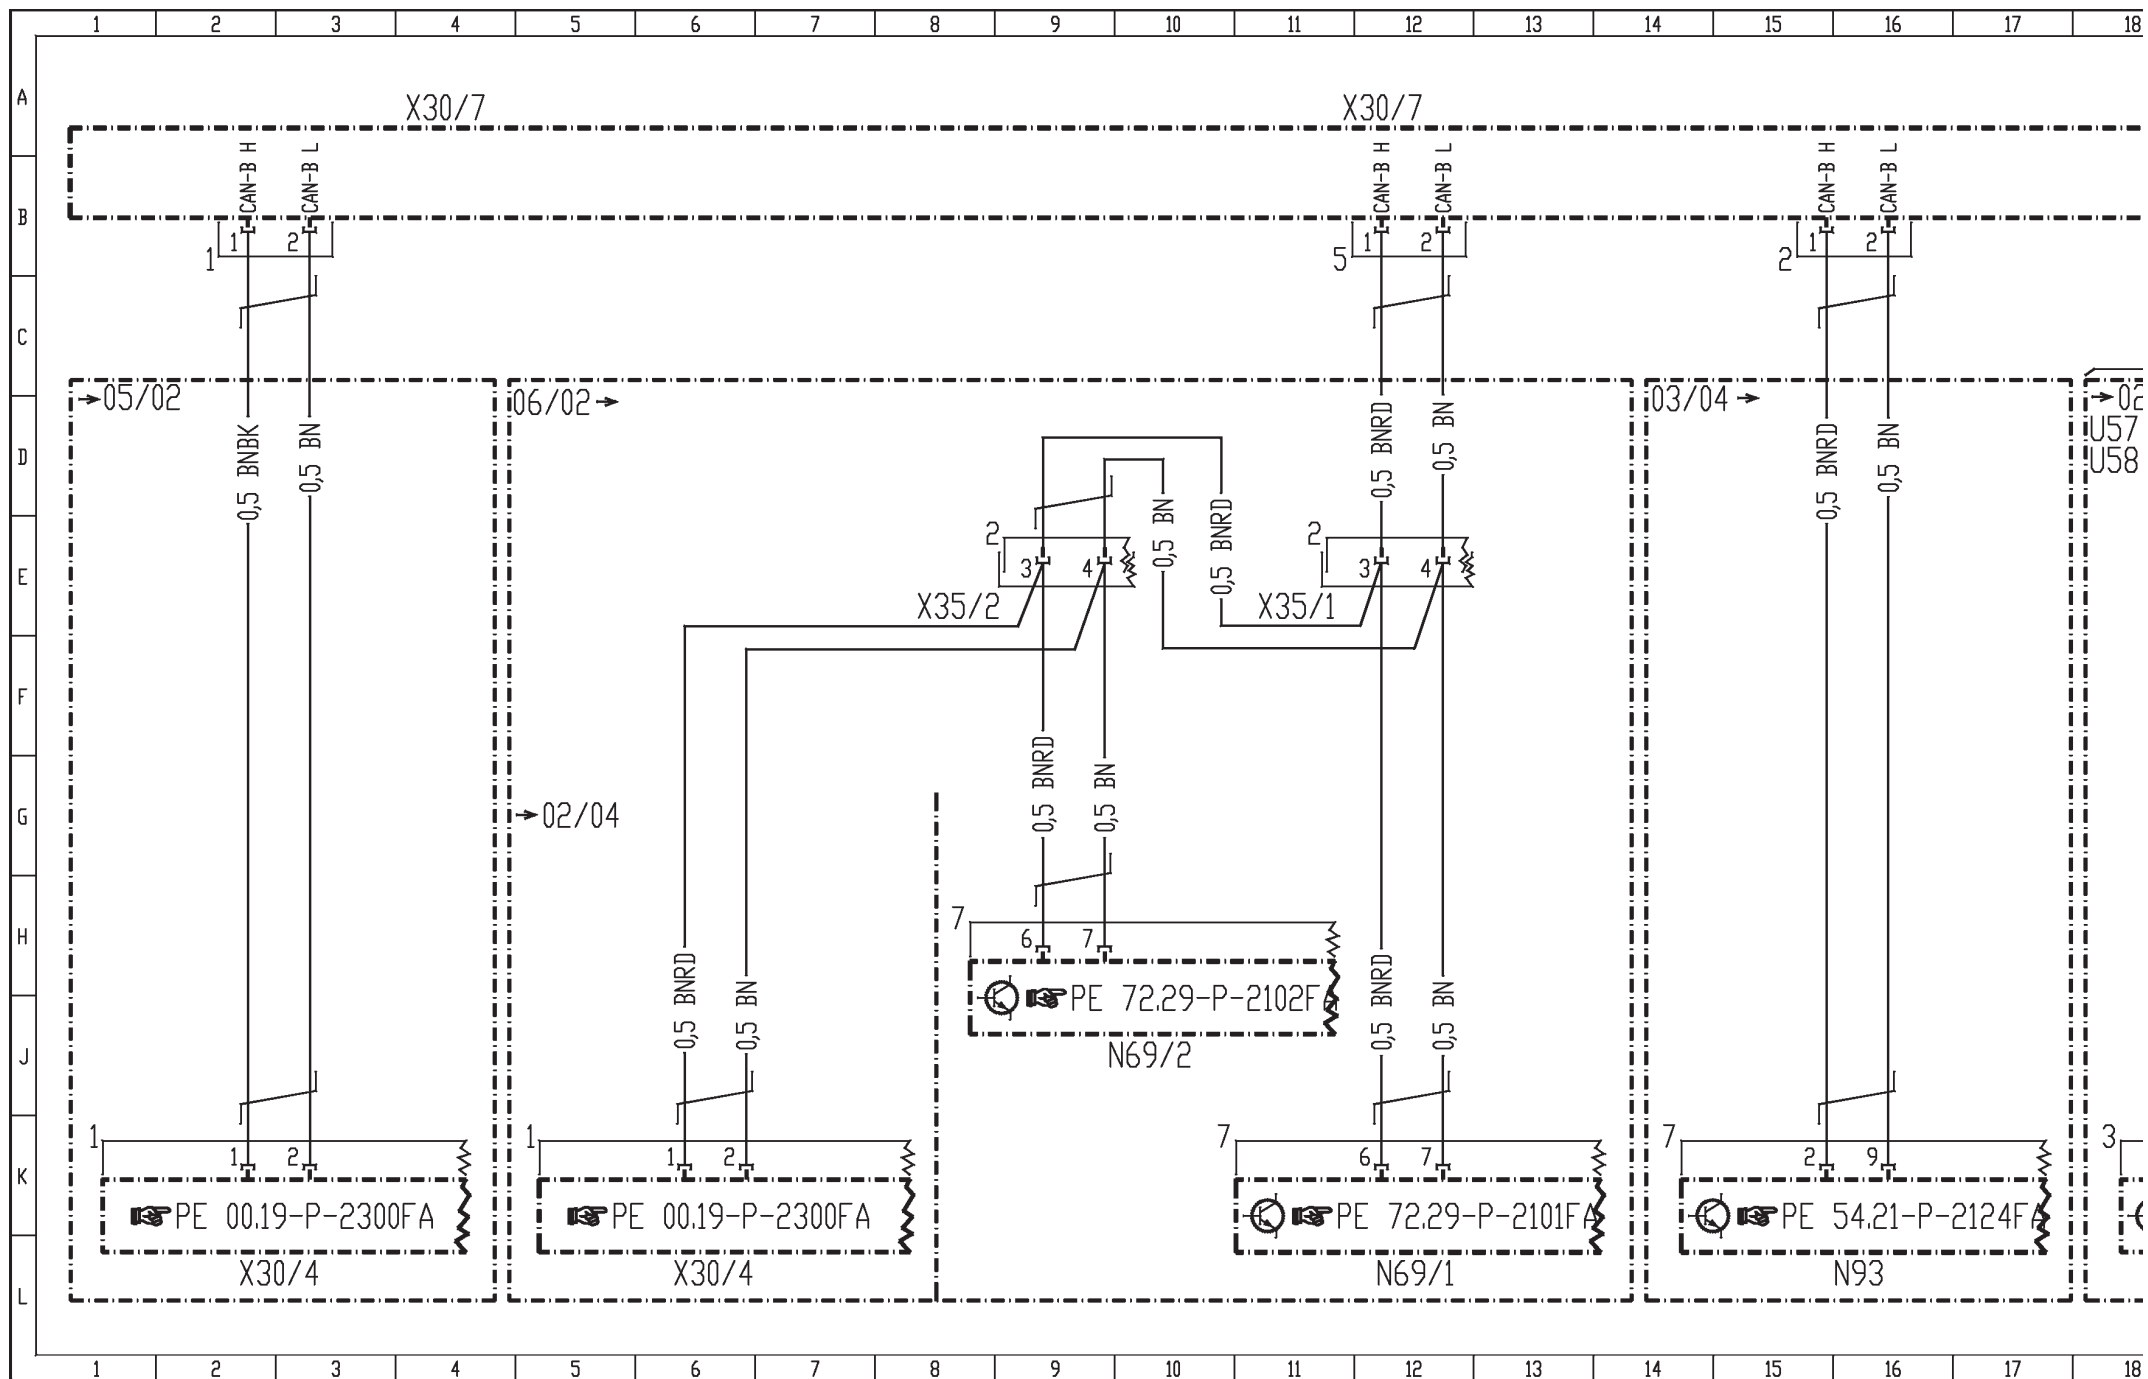 1 2 3 4 5 6 7 8 9 10 11 12 13 14 15 16 17 18
A
X30/7 X30/7
CAN-B H CAN-B L CAN-B H CAN-B L CAN-B H CAN-B L
B
1 2 1 2 1 2
1 5 2
C
→05/02 06/02→ 03/04→ →02
U57
U58
D
0,5 BNBK 0,5 BN 0,5 BNRD 0,5 BN 0,5 BNRD 0,5 BN
0,5 BN 0,5 BNRD
2 2
E
3 4 3 4
X35/2 X35/1
F
0,5 BNRD 0,5 BN
G
→02/04
H
7
6 7
0,5 BNRD 0,5 BN 0,5 BNRD 0,5 BN
PE 72.29-P-2102F
N69/2
J
1 1 7 7 3
K
1 2 1 2 6 7 2 9
PE 00.19-P-2300FA PE 00.19-P-2300FA PE 72.29-P-2101FA PE 54.21-P-2124FA
X30/4 X30/4 N69/1 N93
L
1 2 3 4 5 6 7 8 9 10 11 12 13 14 15 16 17 18